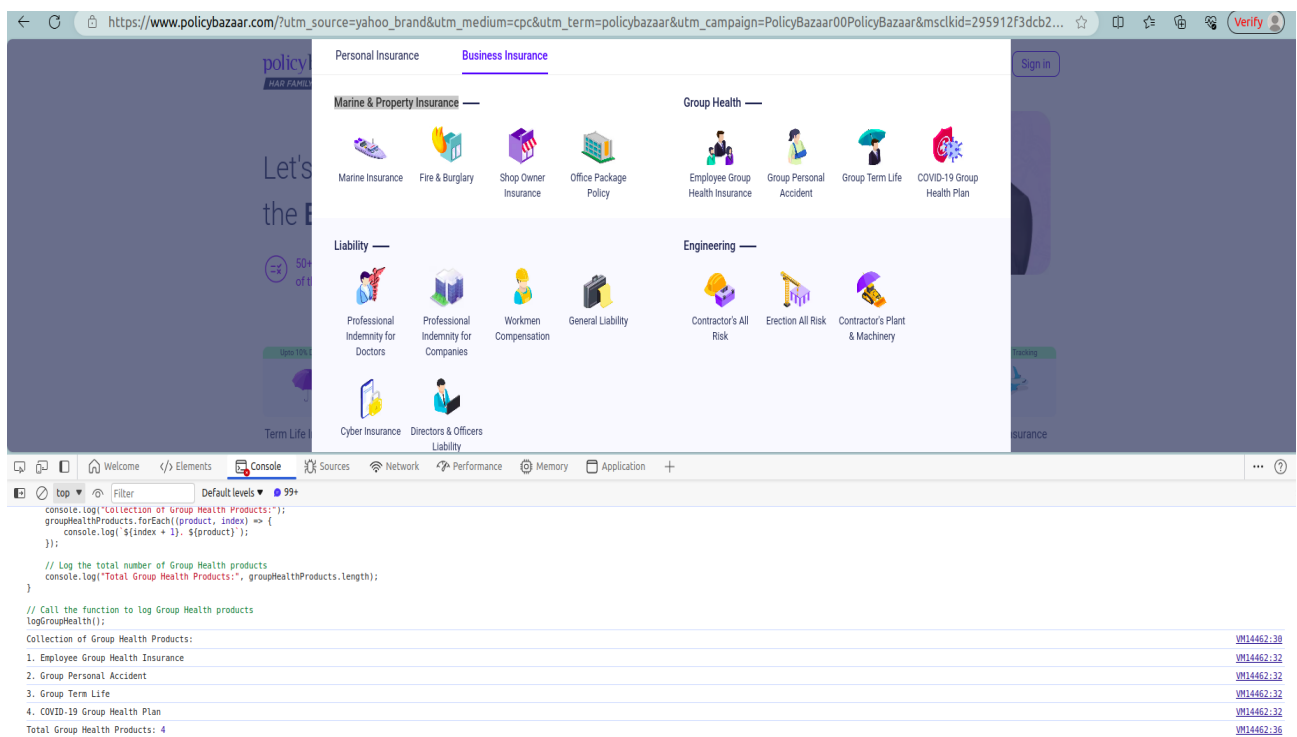 https://www.policybazaar.com/?utm_source=yahoo_brand&utm_medium=cpc&utm_term=policybazaar&utm_campaign=PolicyBazaar00PolicyBazaar&msclkid=295912f3dcb2...
Verify
policyb
HAR FAMILY
Personal Insurance
Business Insurance
Sign in
Marine & Property Insurance
Group Health
Marine Insurance
Fire & Burglary
Shop Owner
Insurance
Office Package
Policy
Employee Group
Health Insurance
Group Personal
Accident
Group Term Life
COVID-19 Group
Health Plan
Let's
the
50+
of t
Liability
Engineering
Professional
Indemnity for
Doctors
Professional
Indemnity for
Companies
Workmen
Compensation
General Liability
Contractor's All
Risk
Erection All Risk
Contractor's Plant
& Machinery
Upto 10%
Tracking
Cyber Insurance
Directors & Officers
Liability
Term Life I
surance
Welcome
</> Elements
Console
Sources
Network
Performance
Memory
Application
top
Filter
Default levels
99+
console.log("Collection of Group Health Products:");
groupHealthProducts.forEach((product, index) => {
console.log(`${index + 1}. ${product}`);
});
// Log the total number of Group Health products
console.log("Total Group Health Products:", groupHealthProducts.length);
}
// Call the function to log Group Health products
logGroupHealth();
Collection of Group Health Products: VM14462:30
1. Employee Group Health Insurance VM14462:32
2. Group Personal Accident VM14462:32
3. Group Term Life VM14462:32
4. COVID-19 Group Health Plan VM14462:32
Total Group Health Products: 4 VM14462:36